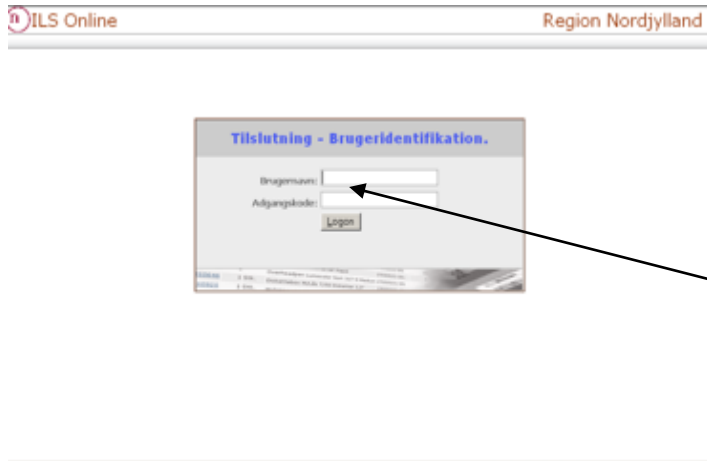 ILS Online
Region Nordjylland
Tilslutning - Brugeridentifikation.
Brugernavn:
Adgangskode:
Logon